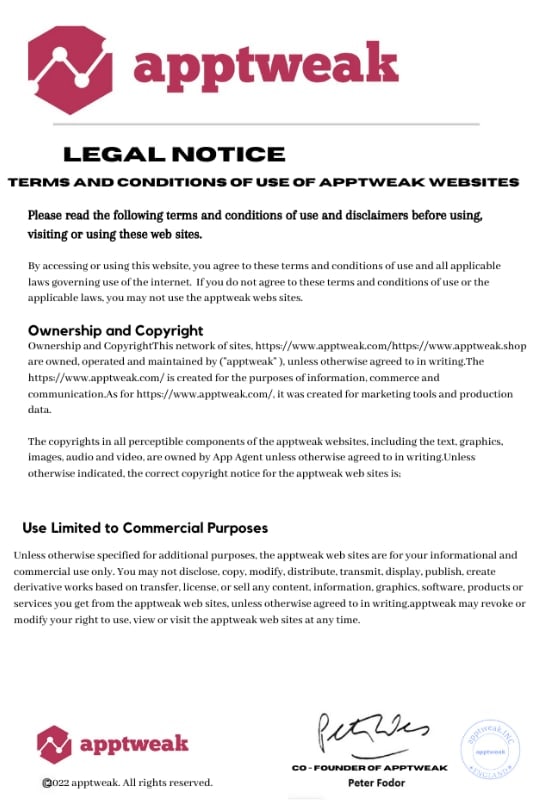 apptweak
LEGAL NOTICE
TERMS AND CONDITIONS OF USE OF APPTWEAK WEBSITES
Please read the following terms and conditions of use and disclaimers before using,
visiting or using these web sites.
By accessing or using this website, you agree to these terms and conditions of use and all applicable
laws governing use of the internet. If you do not agree to these terms and conditions of use or the
applicable laws, you may not use the apptweak webs sites.
Ownership and Copyright
Ownership and CopyrightThis network of sites, https://www.apptweak.com/https://www.apptweak.shop
are owned, operated and maintained by ("apptweak" ), unless otherwise agreed to in writing.The
https://www.apptweak.com/ is created for the purposes of information, commerce and
communication.As for https://www.apptweak.com/, it was created for marketing tools and production
data.
The copyrights in all perceptible components of the apptweak websites, including the text, graphics,
images, audio and video, are owned by App Agent unless otherwise agreed to in writing.Unless
otherwise indicated, the correct copyright notice for the apptweak web sites is;
Use Limited to Commercial Purposes
Unless otherwise specified for additional purposes, the apptweak web sites are for your informational and
commercial use only. You may not disclose, copy, modify, distribute, transmit, display, publish, create
derivative works based on transfer, license, or sell any content, information, graphics, software, products or
services you get from the apptweak web sites, unless otherwise agreed to in writing.apptweak may revoke or
modify your right to use, view or visit the apptweak web sites at any time.
apptweak
©2022 apptweak. All rights reserved.
CO - FOUNDER OF APPTWEAK
Peter Fodor
apptweak.INC
apptweak
ENGLAND